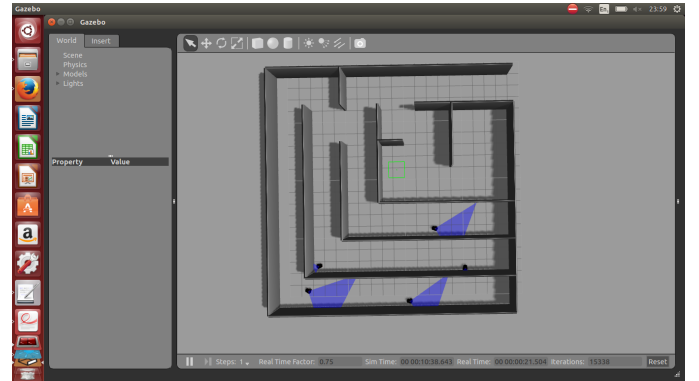 Gazebo
En
23:59
Gazebo
World Insert
Scene
Physics
Models
Lights
Property Value
Steps: 1 Real Time Factor: 0.75 Sim Time: 00 00:10:38.643 Real Time: 00 00:00:21.504 Iterations: 15338 Reset